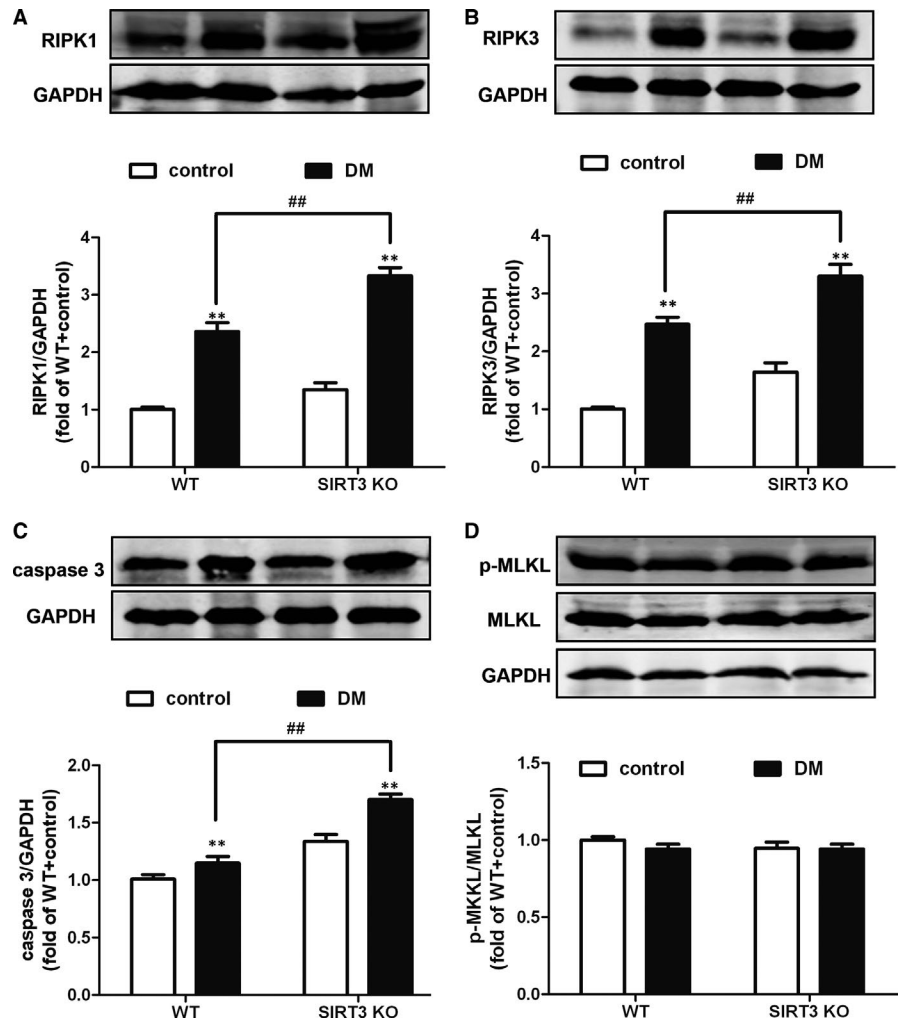 A
RIPK1
GAPDH
control DM
##
**
**
RIPK1/GAPDH
(fold of WT+control)
4
3
2
1
0
WT SIRT3 KO
B
RIPK3
GAPDH
control DM
##
**
**
RIPK3/GAPDH
(fold of WT+control)
4
3
2
1
0
WT SIRT3 KO
C
caspase 3
GAPDH
control DM
##
**
**
caspase 3/GAPDH
(fold of WT+control)
2.0
1.5
1.0
0.5
0.0
WT SIRT3 KO
D
p-MLKL
MLKL
GAPDH
control DM
p-MKKL/MLKL
(fold of WT+control)
1.5
1.0
0.5
0.0
WT SIRT3 KO